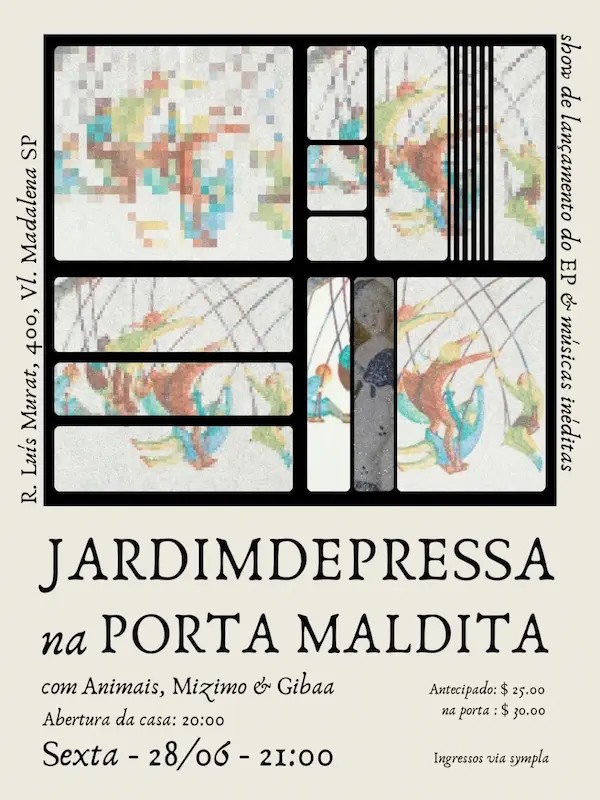 R. Luís Murat, 400, Vl. Madalena SP
show de lançamento do EP & músicas inéditas
JARDIMDEPRESSA
na PORTA MALDITA
com Animais, Mizimo & Gibaa
Abertura da casa: 20:00
Sexta - 28/06 - 21:00
Antecipado: $ 25.00
na porta : $ 30.00
Ingressos via sympla